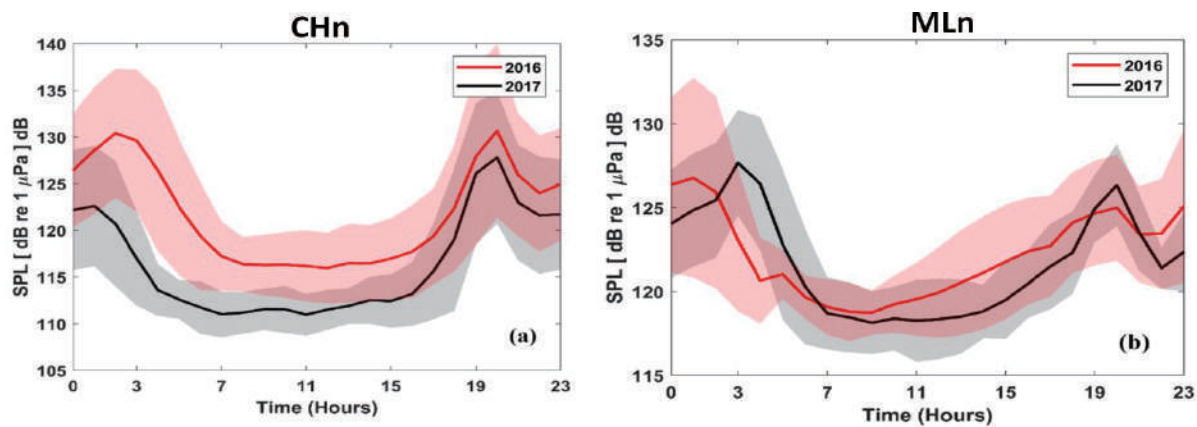 CHn
SPL [ dB re 1 μPa] dB
140
135
130
125
120
115
110
105
2016
2017
(a)
0 3 7 11 15 19 23
Time (Hours)
MLn
SPL [ dB re 1 μPa] dB
135
130
125
120
115
2016
2017
(b)
0 3 7 11 15 19 23
Time (Hours)